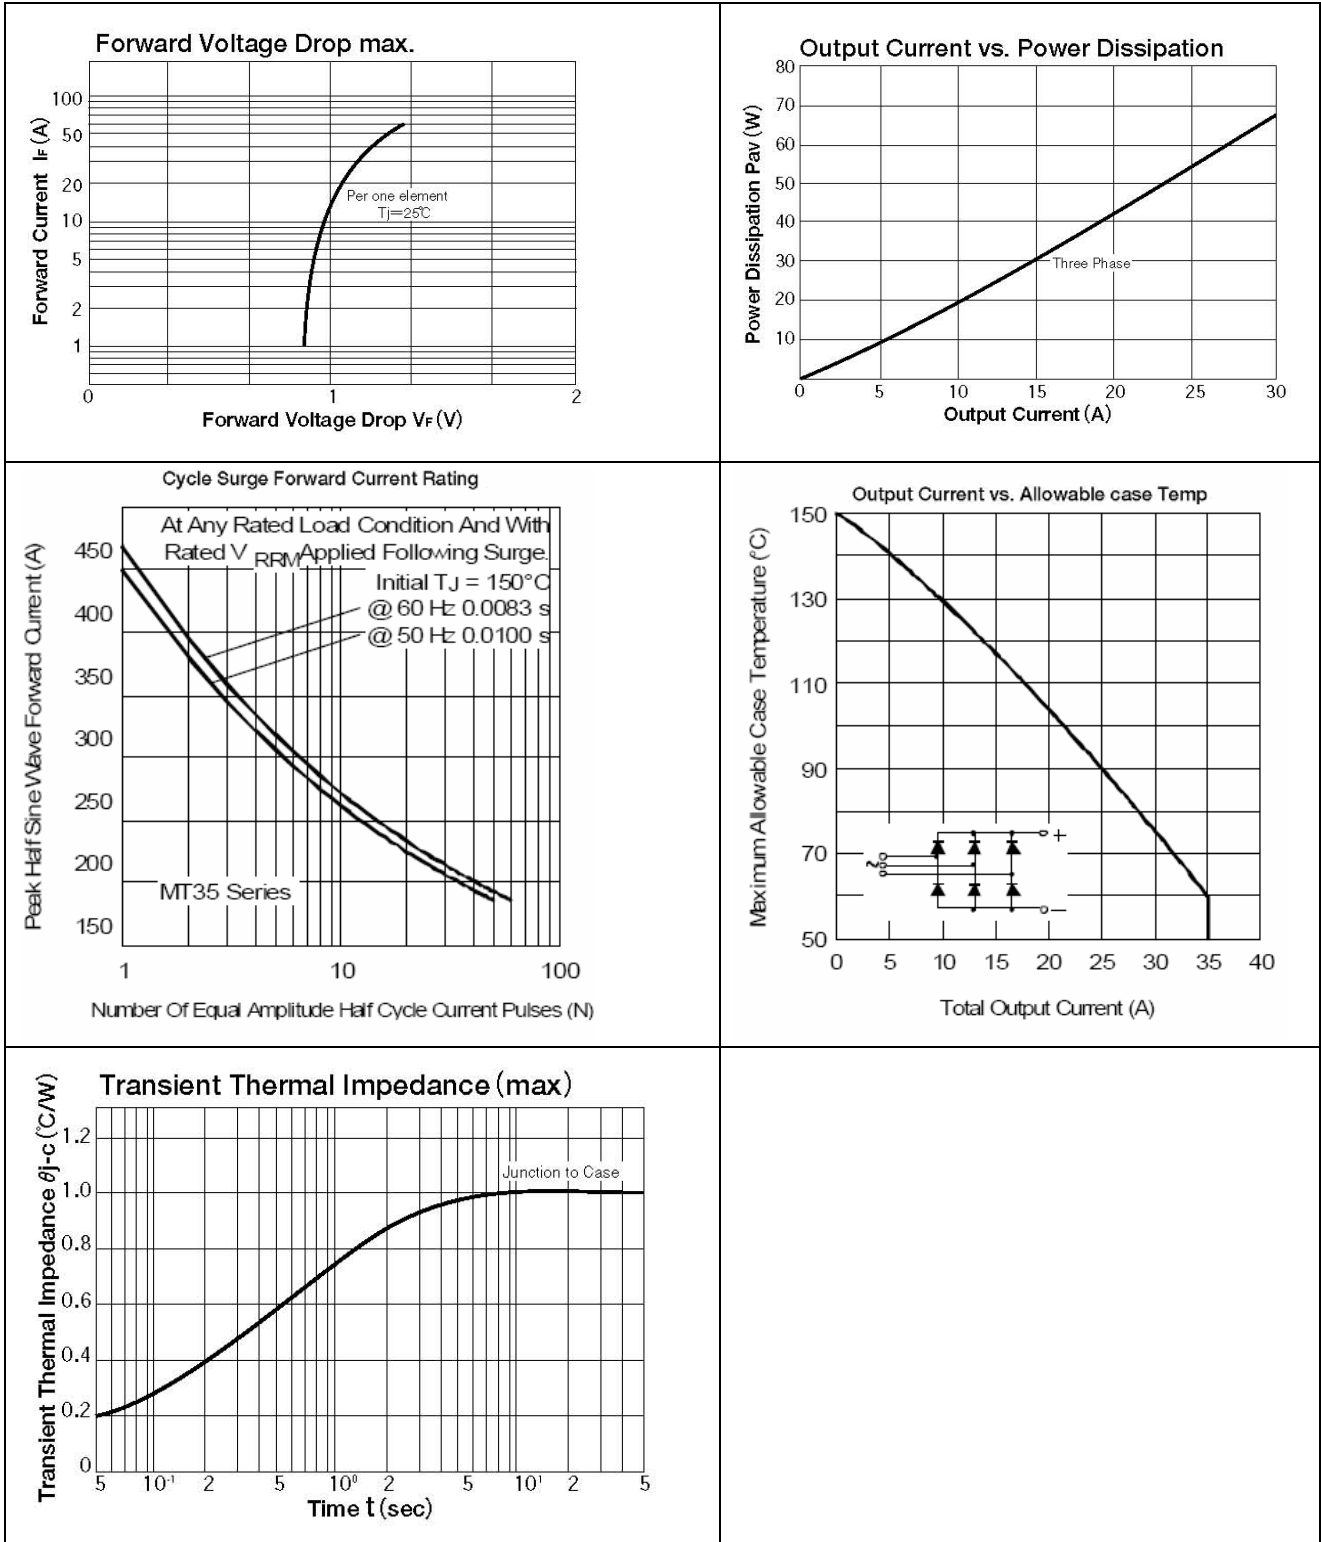 Forward Voltage Drop max.
Forward Current IF (A)
100
50
20
10
5
2
1
Per one element
Tj=25℃
0 1 2
Forward Voltage Drop VF (V)
Output Current vs. Power Dissipation
Power Dissipation Pav (W)
80
70
60
50
40
30
20
10
Three Phase
0 5 10 15 20 25 30
Output Current (A)
Cycle Surge Forward Current Rating
Peak Half Sine Wave Forward Current (A)
At Any Rated Load Condition And With
Rated V RRM Applied Following Surge.
Initial TJ = 150°C
@ 60 Hz 0.0083 s
@ 50 Hz 0.0100 s
450
400
350
300
250
200
150
MT35 Series
1 10 100
Number Of Equal Amplitude Half Cycle Current Pulses (N)
Output Current vs. Allowable case Temp
Maximum Allowable Case Temperature (°C)
150
130
110
90
70
50
~
+
−
0 5 10 15 20 25 30 35 40
Total Output Current (A)
Transient Thermal Impedance (max)
Transient Thermal Impedance θj-c (℃/W)
1.2
1.0
0.8
0.6
0.4
0.2
0
Junction to Case
5 10⁻¹ 2 5 10⁰ 2 5 10¹ 2 5
Time t (sec)